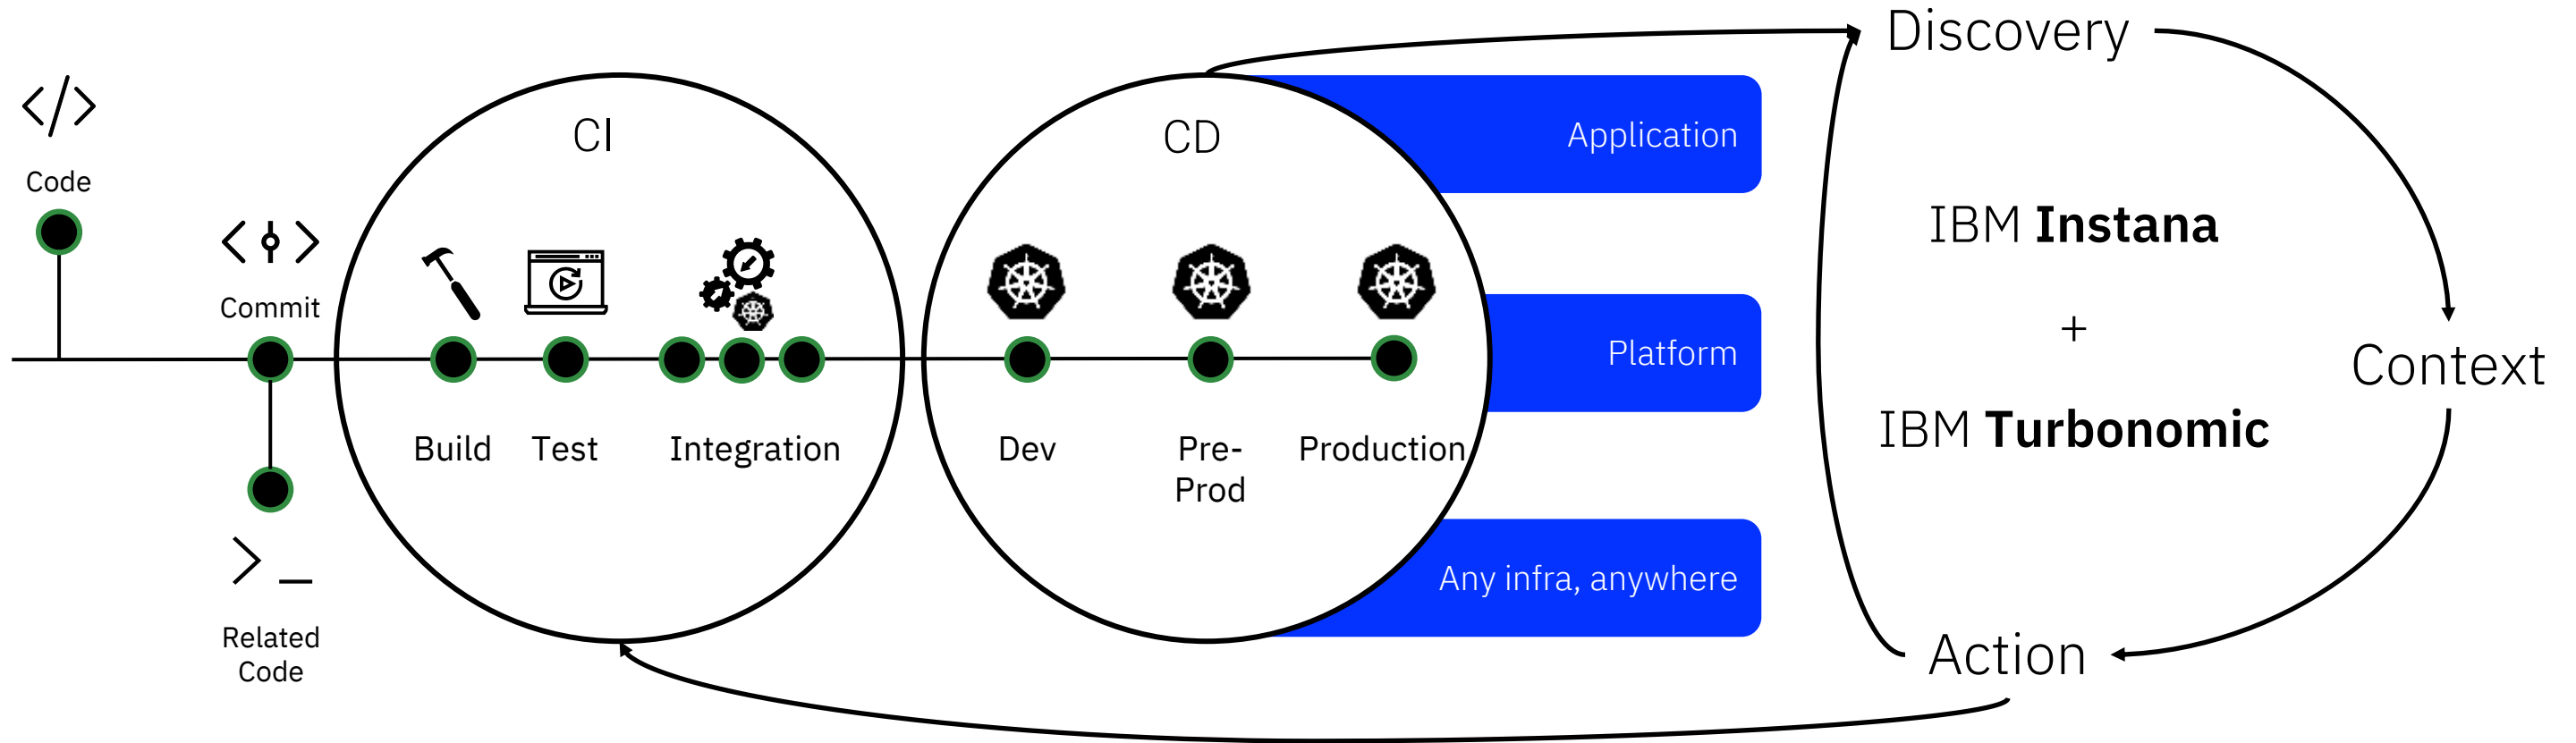 Code
Commit
Related
Code
CI
Build
Test
Integration
CD
Dev
Pre-
Prod
Production
Application
Platform
Any infra, anywhere
Discovery
IBM Instana
+
IBM Turbonomic
Context
Action